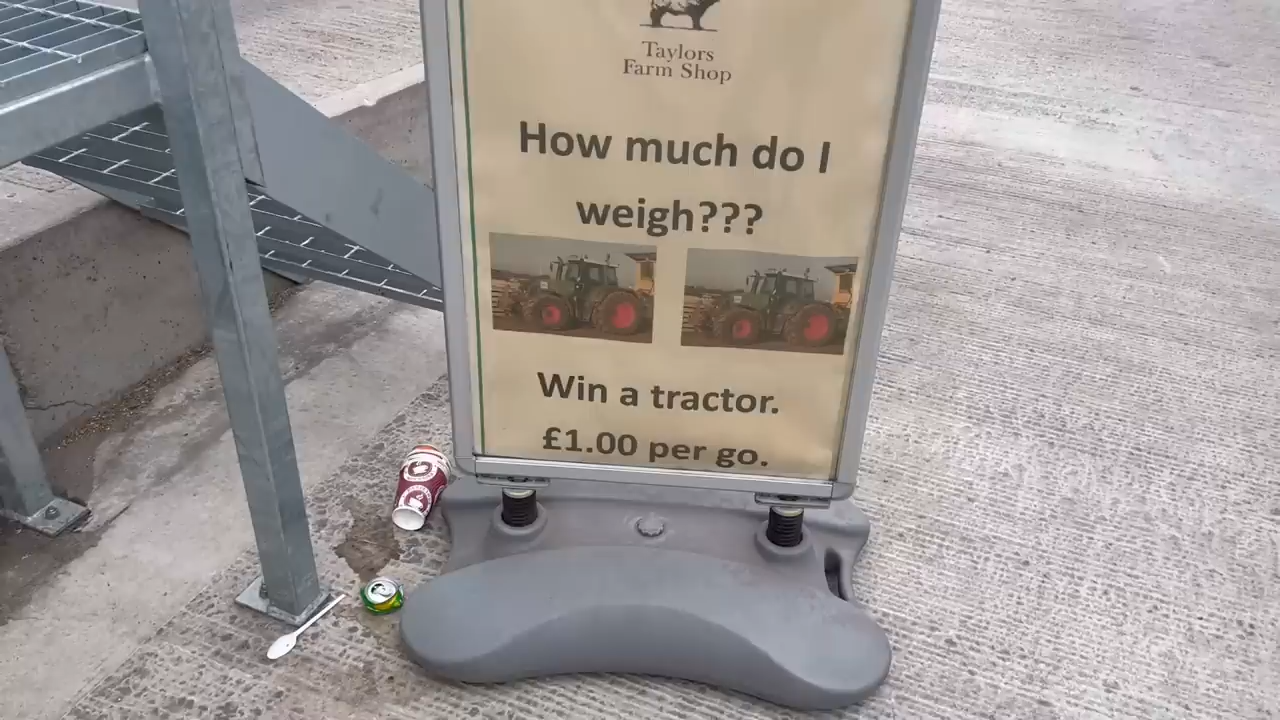 Taylors
Farm Shop
How much do I
weigh???
Win a tractor.
£1.00 per go.